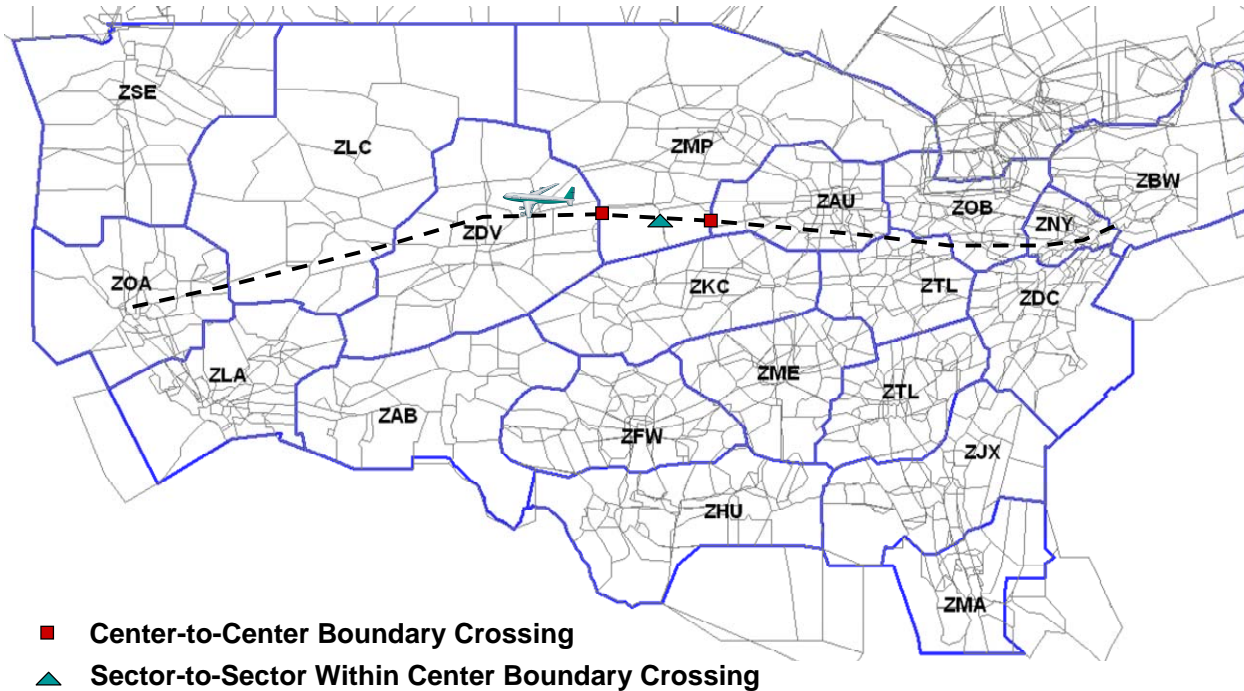 ZSE
ZLC
ZMP
ZBW
ZAU
ZOB
ZNY
ZDV
ZOA
ZKC
ZTL
ZDC
ZLA
ZME
ZTL
ZAB
ZFW
ZJX
ZHU
ZMA
Center-to-Center Boundary Crossing
Sector-to-Sector Within Center Boundary Crossing